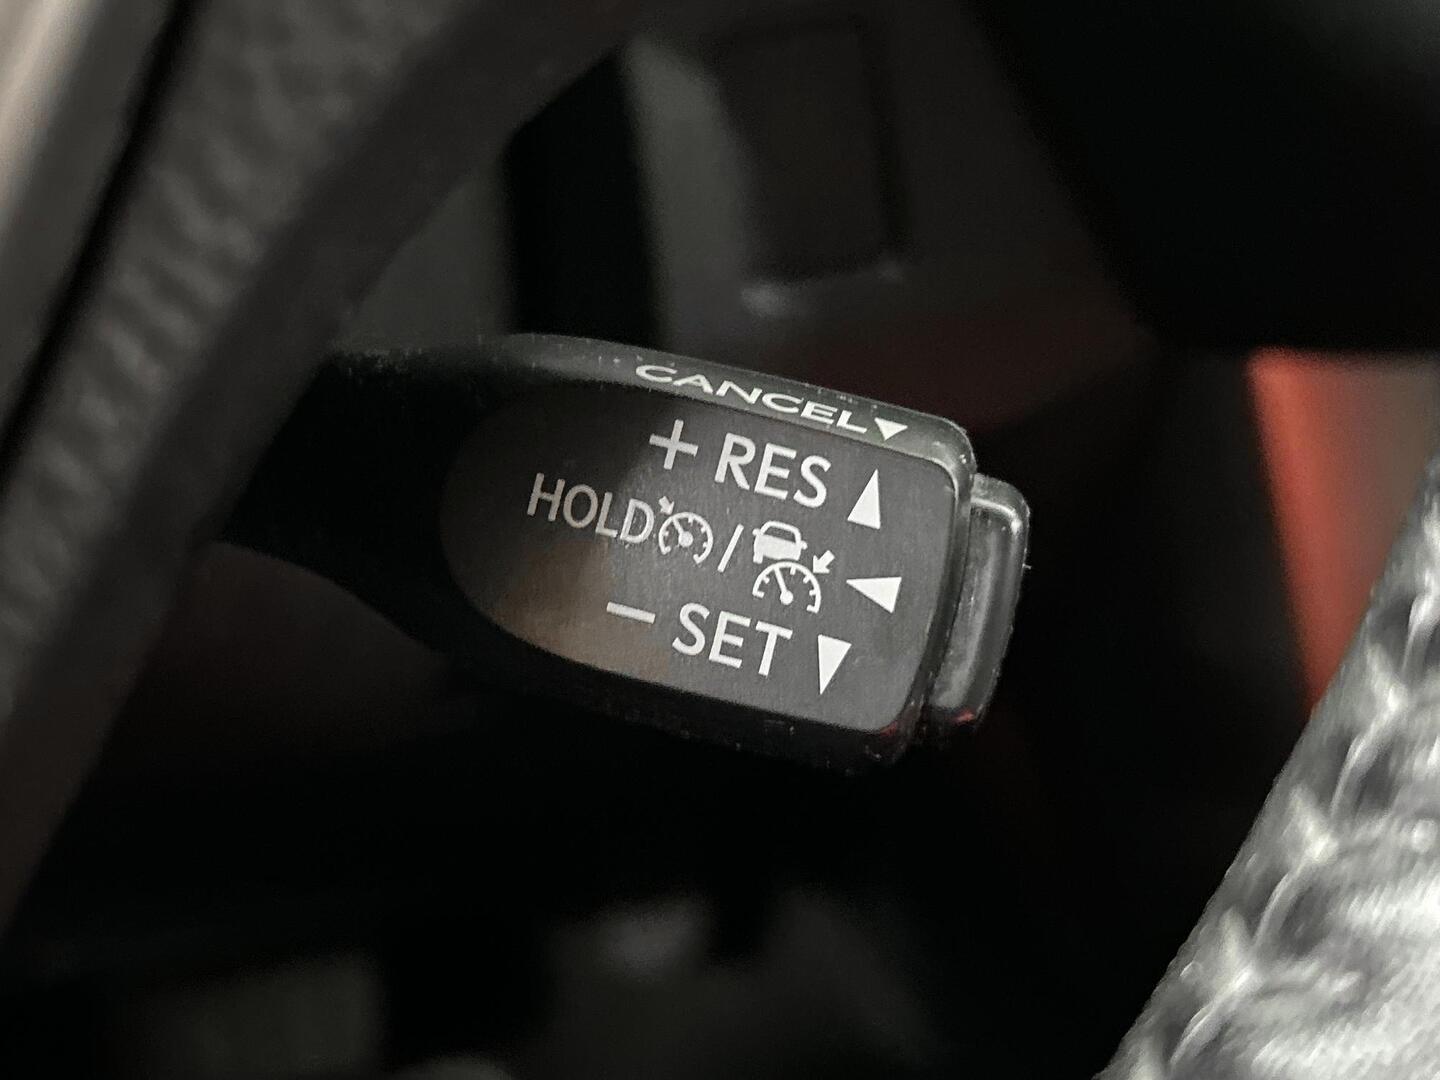 CANCEL▼
+ RES ▲
HOLD / ◀
− SET ▼